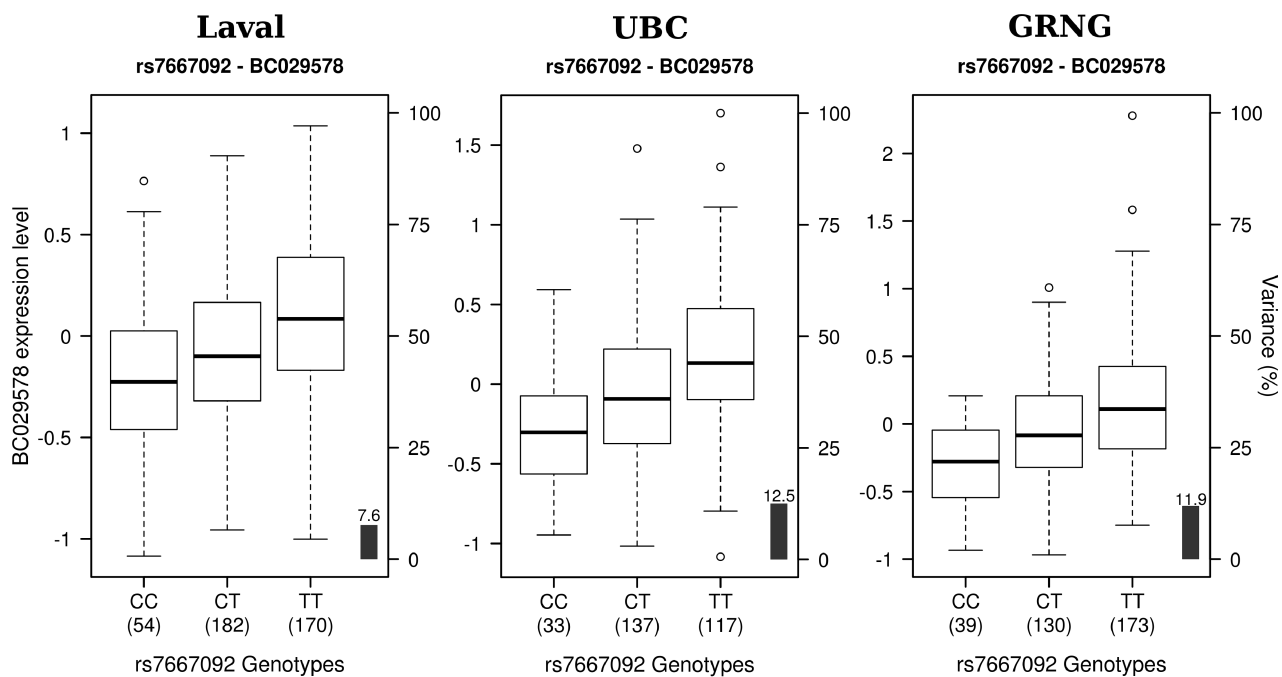 Laval
rs7667092 - BC029578
BC029578 expression level
1
0.5
0
-0.5
-1
100
75
50
25
0
7.6
CC CT TT
(54) (182) (170)
rs7667092 Genotypes
UBC
rs7667092 - BC029578
1.5
1
0.5
0
-0.5
-1
100
75
50
25
0
12.5
CC CT TT
(33) (137) (117)
rs7667092 Genotypes
GRNG
rs7667092 - BC029578
2
1.5
1
0.5
0
-0.5
-1
100
75
50
25
0
11.9
Variance (%)
CC CT TT
(39) (130) (173)
rs7667092 Genotypes